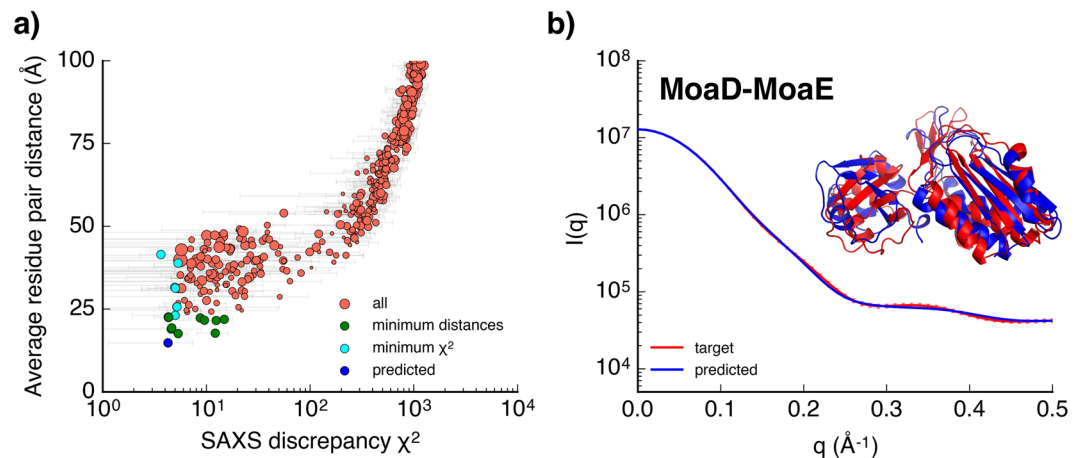 a)
Average residue pair distance (Å)
100
75
50
25
0
10⁰
10¹
10²
10³
10⁴
SAXS discrepancy χ²
all
minimum distances
minimum χ²
predicted
b)
MoaD-MoaE
I(q)
10⁸
10⁷
10⁶
10⁵
10⁴
target
predicted
0.0
0.1
0.2
0.3
0.4
0.5
q (Å⁻¹)